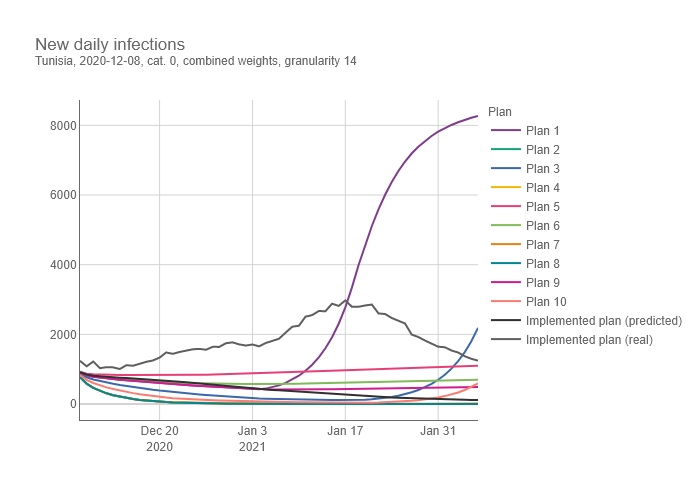 New daily infections
Tunisia, 2020-12-08, cat. 0, combined weights, granularity 14
8000
6000
4000
2000
0
Dec 20
2020
Jan 3
2021
Jan 17
Jan 31
Plan
Plan 1
Plan 2
Plan 3
Plan 4
Plan 5
Plan 6
Plan 7
Plan 8
Plan 9
Plan 10
Implemented plan (predicted)
Implemented plan (real)